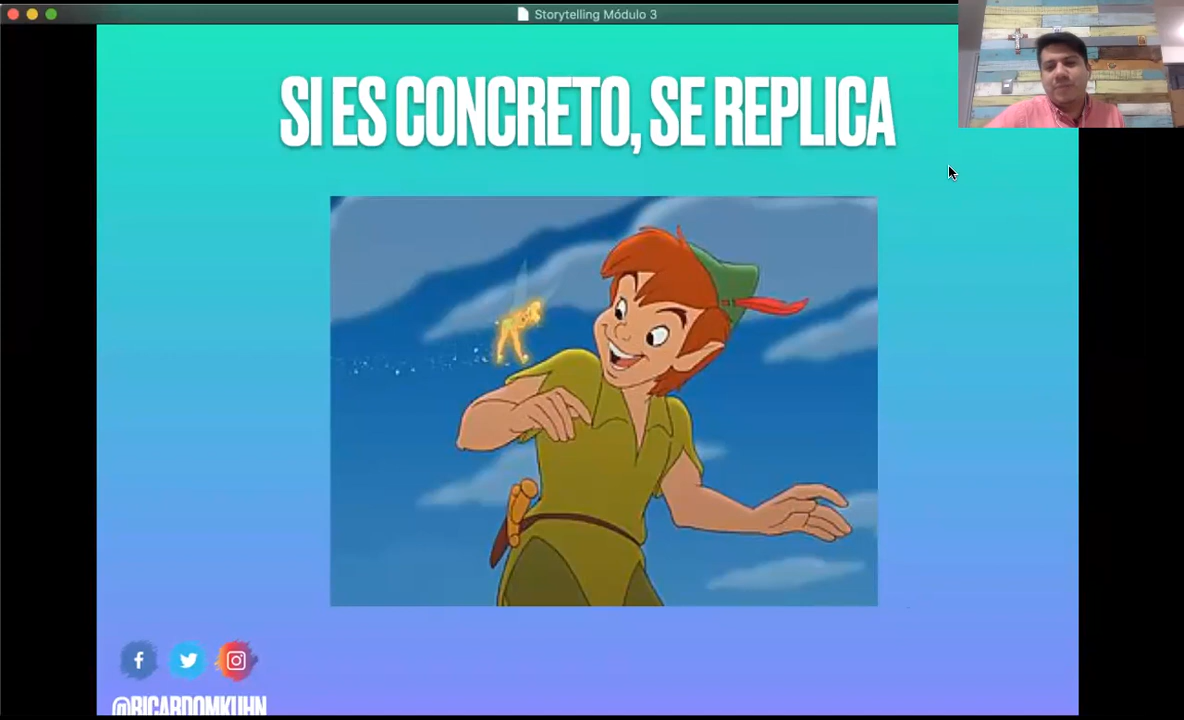 Storytelling Módulo 3
SI ES CONCRETO, SE REPLICA
@RICARDOMKUHN